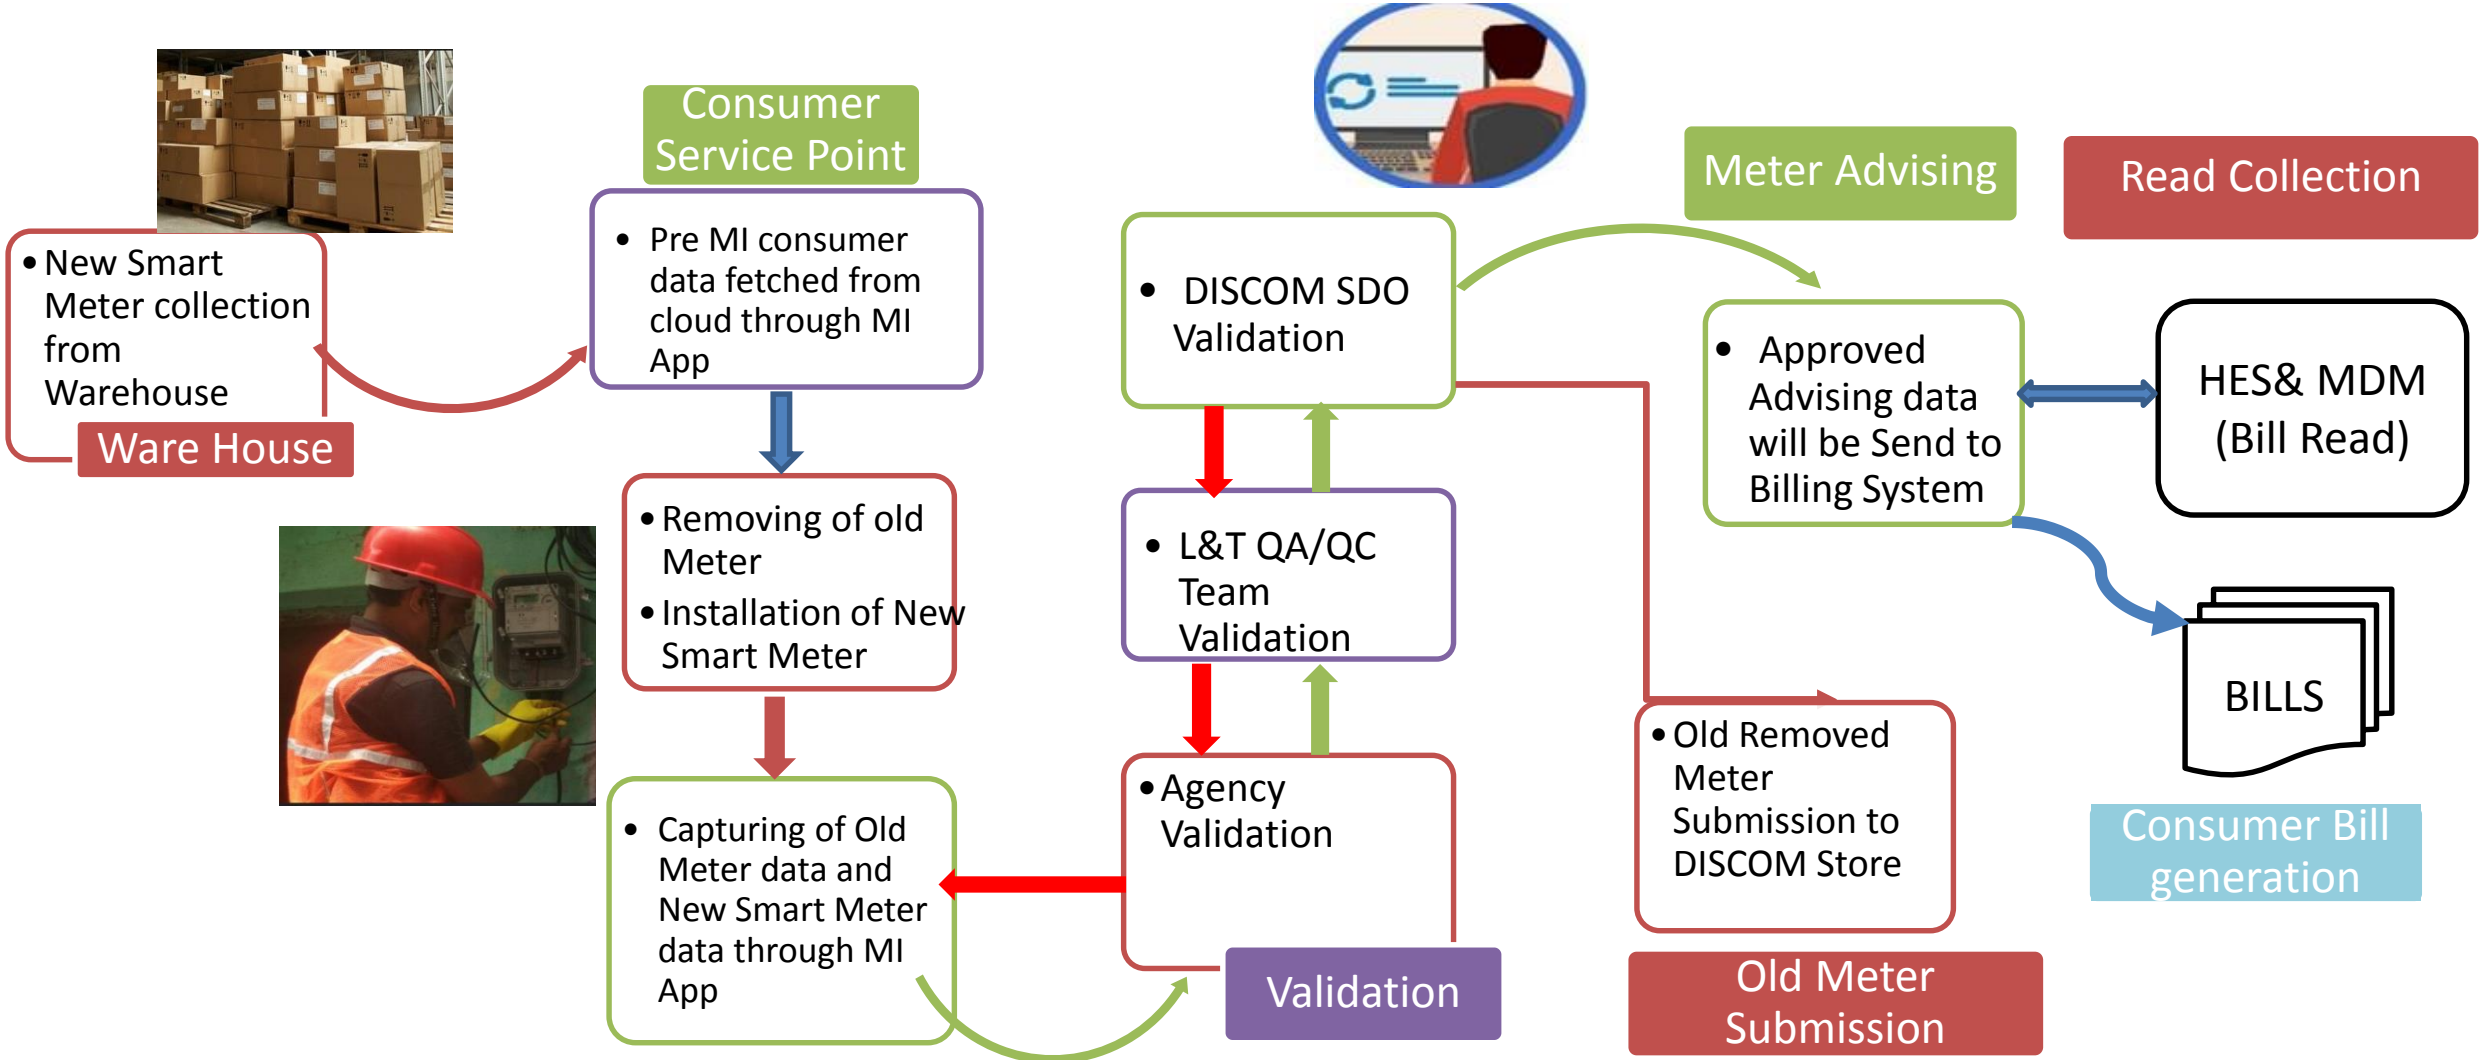 • New Smart
Meter collection
from
Warehouse
Ware House
Consumer
Service Point
• Pre MI consumer
data fetched from
cloud through MI
App
• Removing of old
Meter
• Installation of New
Smart Meter
• Capturing of Old
Meter data and
New Smart Meter
data through MI
App
• DISCOM SDO
Validation
• L&T QA/QC
Team
Validation
• Agency
Validation
Validation
Meter Advising
• Approved
Advising data
will be Send to
Billing System
• Old Removed
Meter
Submission to
DISCOM Store
Old Meter
Submission
Read Collection
HES& MDM
(Bill Read)
BILLS
Consumer Bill
generation